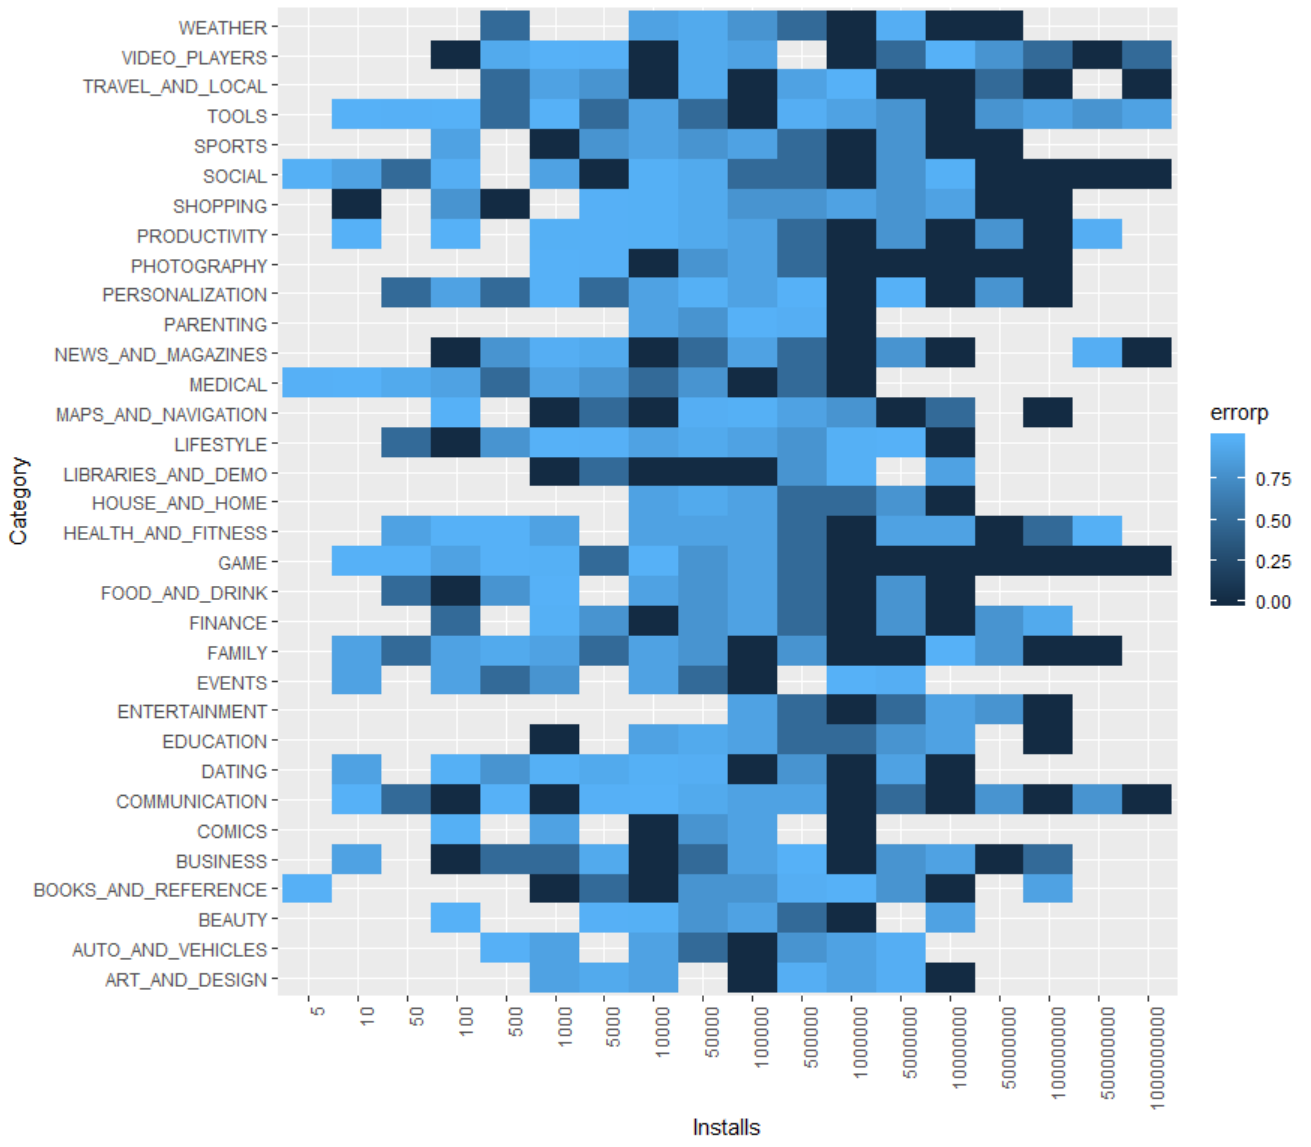 WEATHER
VIDEO_PLAYERS
TRAVEL_AND_LOCAL
TOOLS
SPORTS
SOCIAL
SHOPPING
PRODUCTIVITY
PHOTOGRAPHY
PERSONALIZATION
PARENTING
NEWS_AND_MAGAZINES
MEDICAL
MAPS_AND_NAVIGATION
LIFESTYLE
LIBRARIES_AND_DEMO
HOUSE_AND_HOME
HEALTH_AND_FITNESS
GAME
FOOD_AND_DRINK
FINANCE
FAMILY
EVENTS
ENTERTAINMENT
EDUCATION
DATING
COMMUNICATION
COMICS
BUSINESS
BOOKS_AND_REFERENCE
BEAUTY
AUTO_AND_VEHICLES
ART_AND_DESIGN
Category
5
10
50
100
500
1000
5000
10000
50000
100000
500000
1000000
5000000
10000000
50000000
100000000
500000000
1000000000
Installs
errorp
0.75
0.50
0.25
0.00